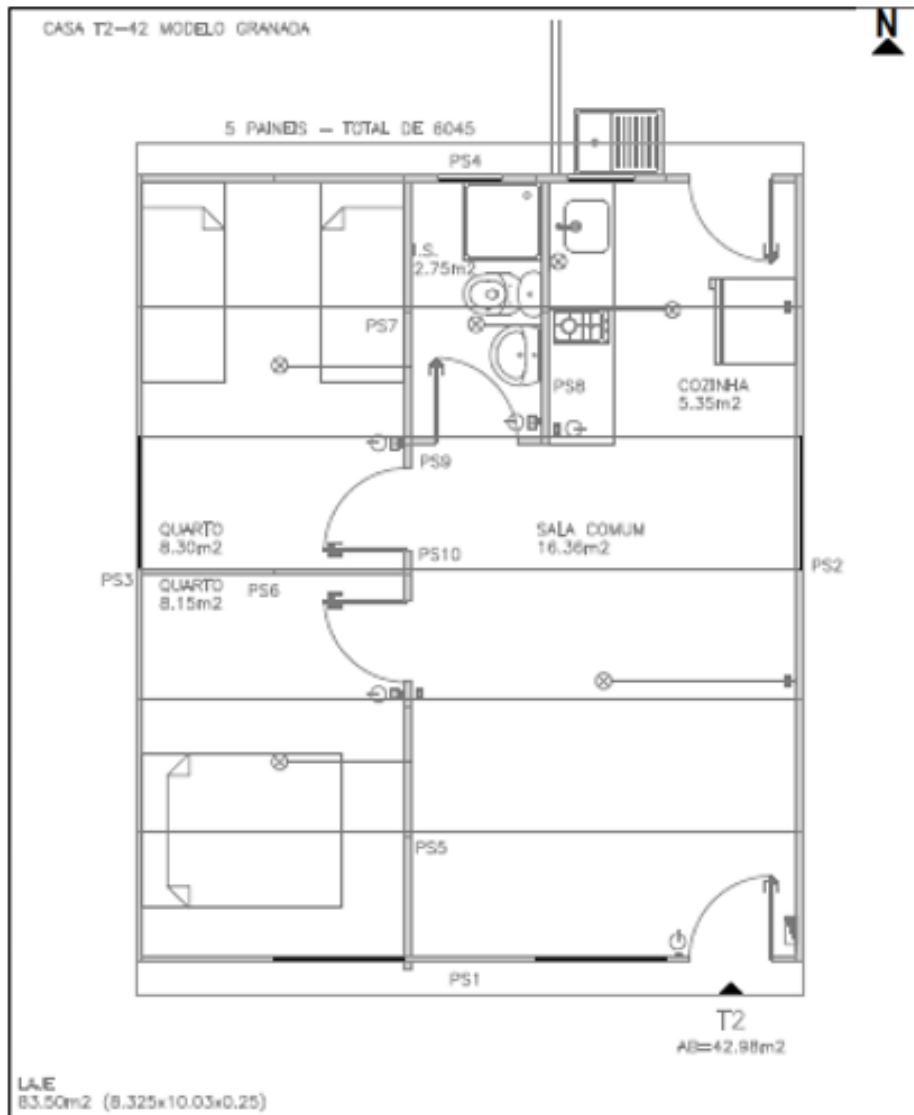 CASA T2-42 MODELO GRANADA
N
5 PAINEIS - TOTAL DE 6045
PS4
I.S.
2.75m2
PS7
PS8
COZINHA
5.35m2
PS9
QUARTO
8.30m2
SALA COMUM
16.36m2
PS10
PS3
PS2
QUARTO
8.15m2
PS6
PS5
PS1
T2
AB=42.98m2
LAJE
83.50m2 (8.325x10.03x0.25)